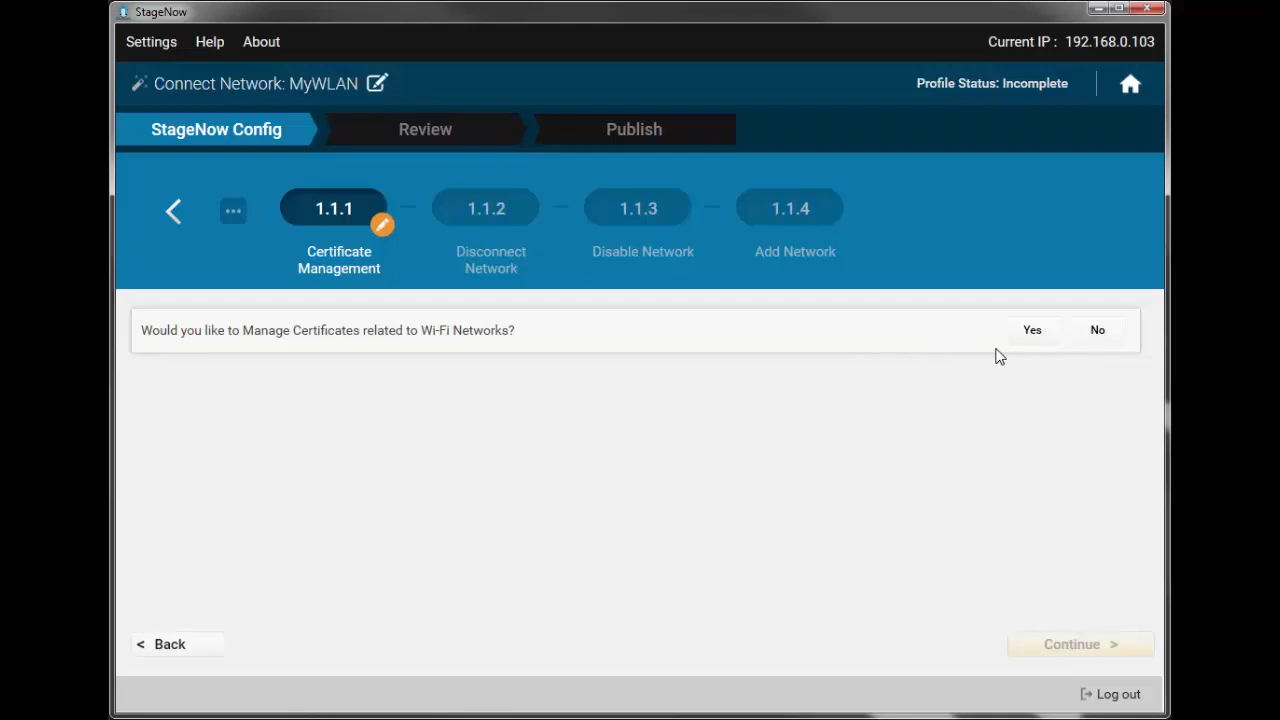 StageNow
Settings Help About
Current IP : 192.168.0.103
Connect Network: MyWLAN
Profile Status: Incomplete
StageNow Config
Review
Publish
...
1.1.1
1.1.2
1.1.3
1.1.4
Certificate
Management
Disconnect
Network
Disable Network
Add Network
Would you like to Manage Certificates related to Wi-Fi Networks?
Yes
No
< Back
Continue >
Log out